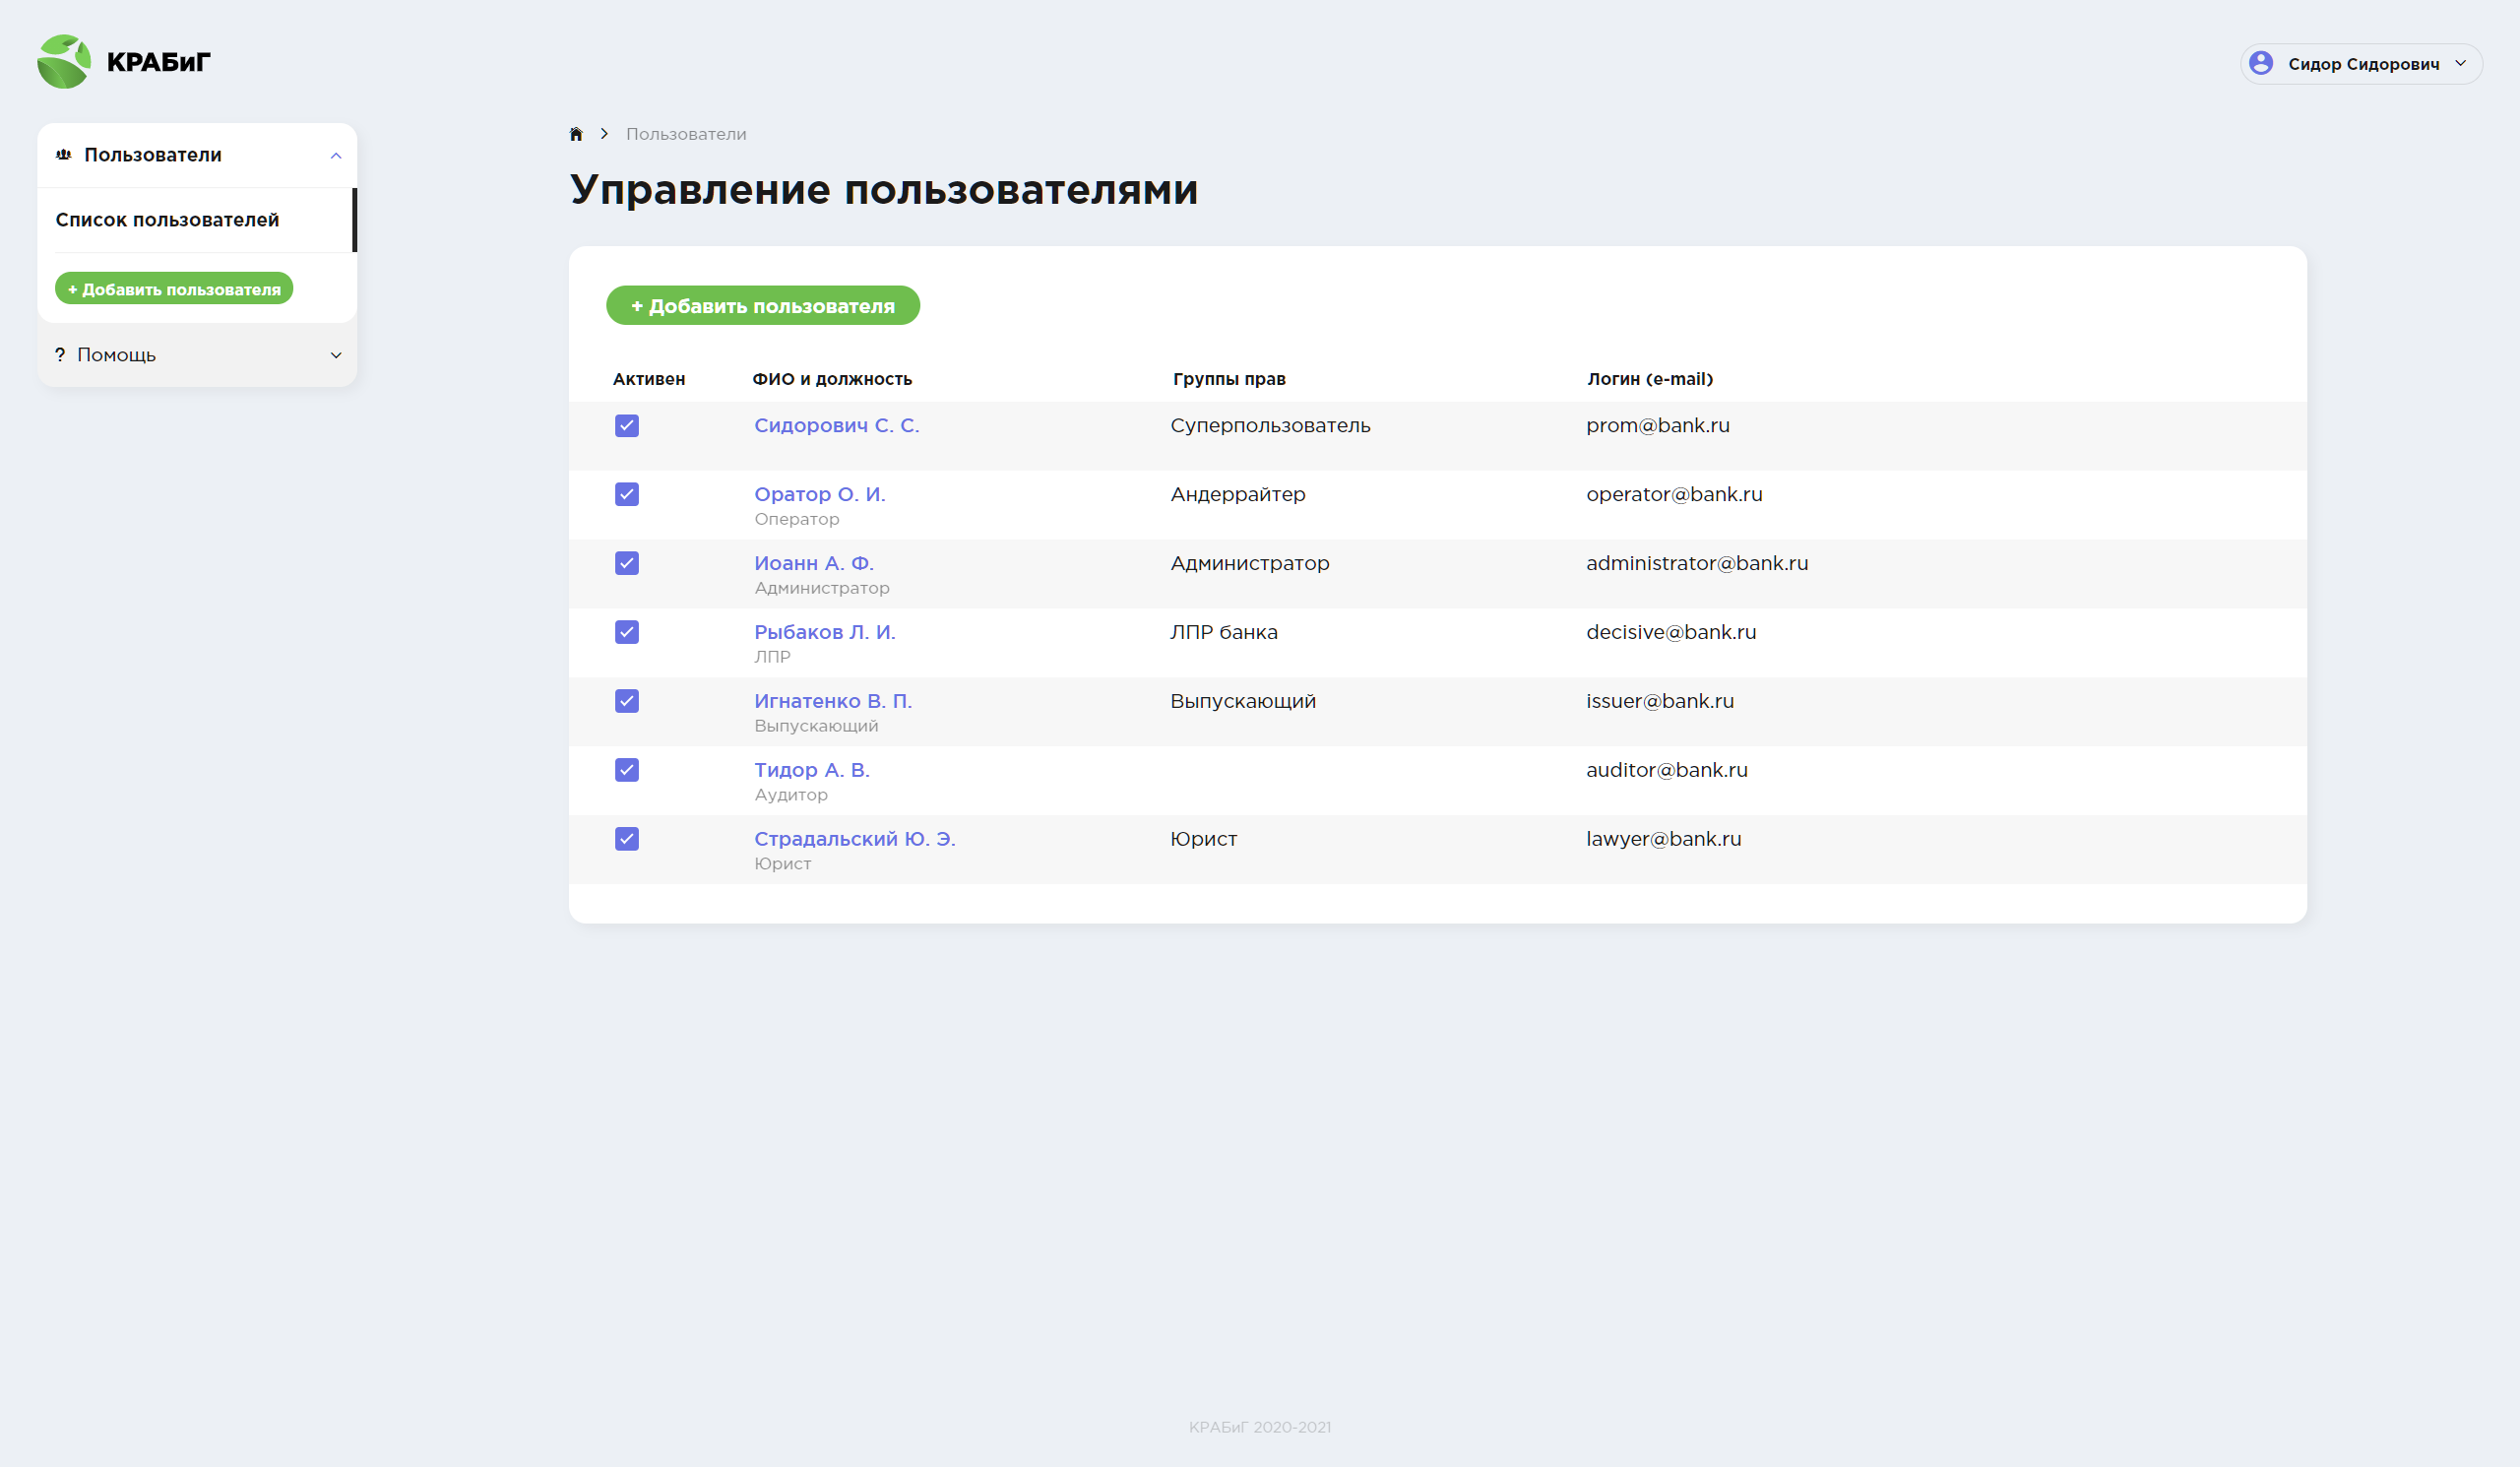 КРАБиГ
Сидор Сидорович
Пользователи
Список пользователей
+ Добавить пользователя
? Помощь
Пользователи
Управление пользователями
+ Добавить пользователя
Активен ФИО и должность Группы прав Логин (e-mail)
Сидорович С. С. Суперпользователь prom@bank.ru
Оратор О. И. Андеррайтер operator@bank.ru
Оператор
Иоанн А. Ф. Администратор administrator@bank.ru
Администратор
Рыбаков Л. И. ЛПР банка decisive@bank.ru
ЛПР
Игнатенко В. П. Выпускающий issuer@bank.ru
Выпускающий
Тидор А. В. auditor@bank.ru
Аудитор
Страдальский Ю. Э. Юрист lawyer@bank.ru
Юрист
КРАБиГ 2020-2021